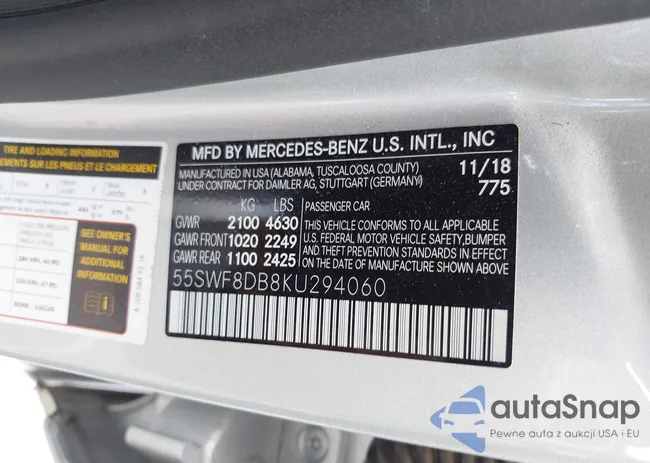 TIRE AND LOADING INFORMATION
SUR LES PNEUS ET LE CHARGEMENT
SEE OWNER'S
MANUAL FOR
ADDITIONAL
INFORMATION
MFD BY MERCEDES-BENZ U.S. INTL., INC
MANUFACTURED IN USA (ALABAMA, TUSCALOOSA COUNTY) 11/18
UNDER CONTRACT FOR DAIMLER AG, STUTTGART (GERMANY) 775
KG LBS PASSENGER CAR
GVWR 2100 4630 THIS VEHICLE CONFORMS TO ALL APPLICABLE
GAWR FRONT 1020 2249 U.S. FEDERAL MOTOR VEHICLE SAFETY, BUMPER
GAWR REAR 1100 2425 AND THEFT PREVENTION STANDARDS IN EFFECT
ON THE DATE OF MANUFACTURE SHOWN ABOVE.
55SWF8DB8KU294060
autaSnap
Pewne auta z aukcji USA i EU